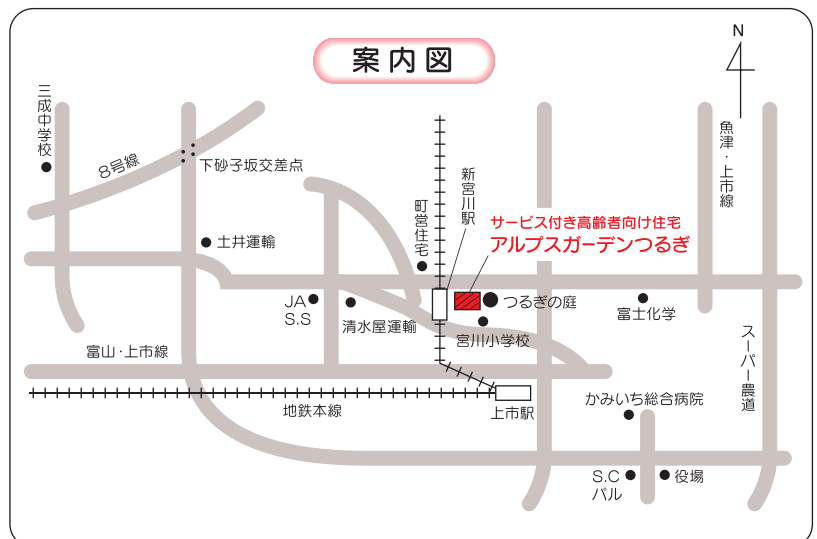 案内図
N
三成中学校
8号線
下砂子坂交差点
魚津・上市線
新宮川駅
町営住宅
サービス付き高齢者向け住宅
アルプスガーデンつるぎ
土井運輸
JA
S.S
清水屋運輸
つるぎの庭
宮川小学校
富士化学
富山・上市線
スーパー農道
地鉄本線
上市駅
かみいち総合病院
S.C
パル
役場